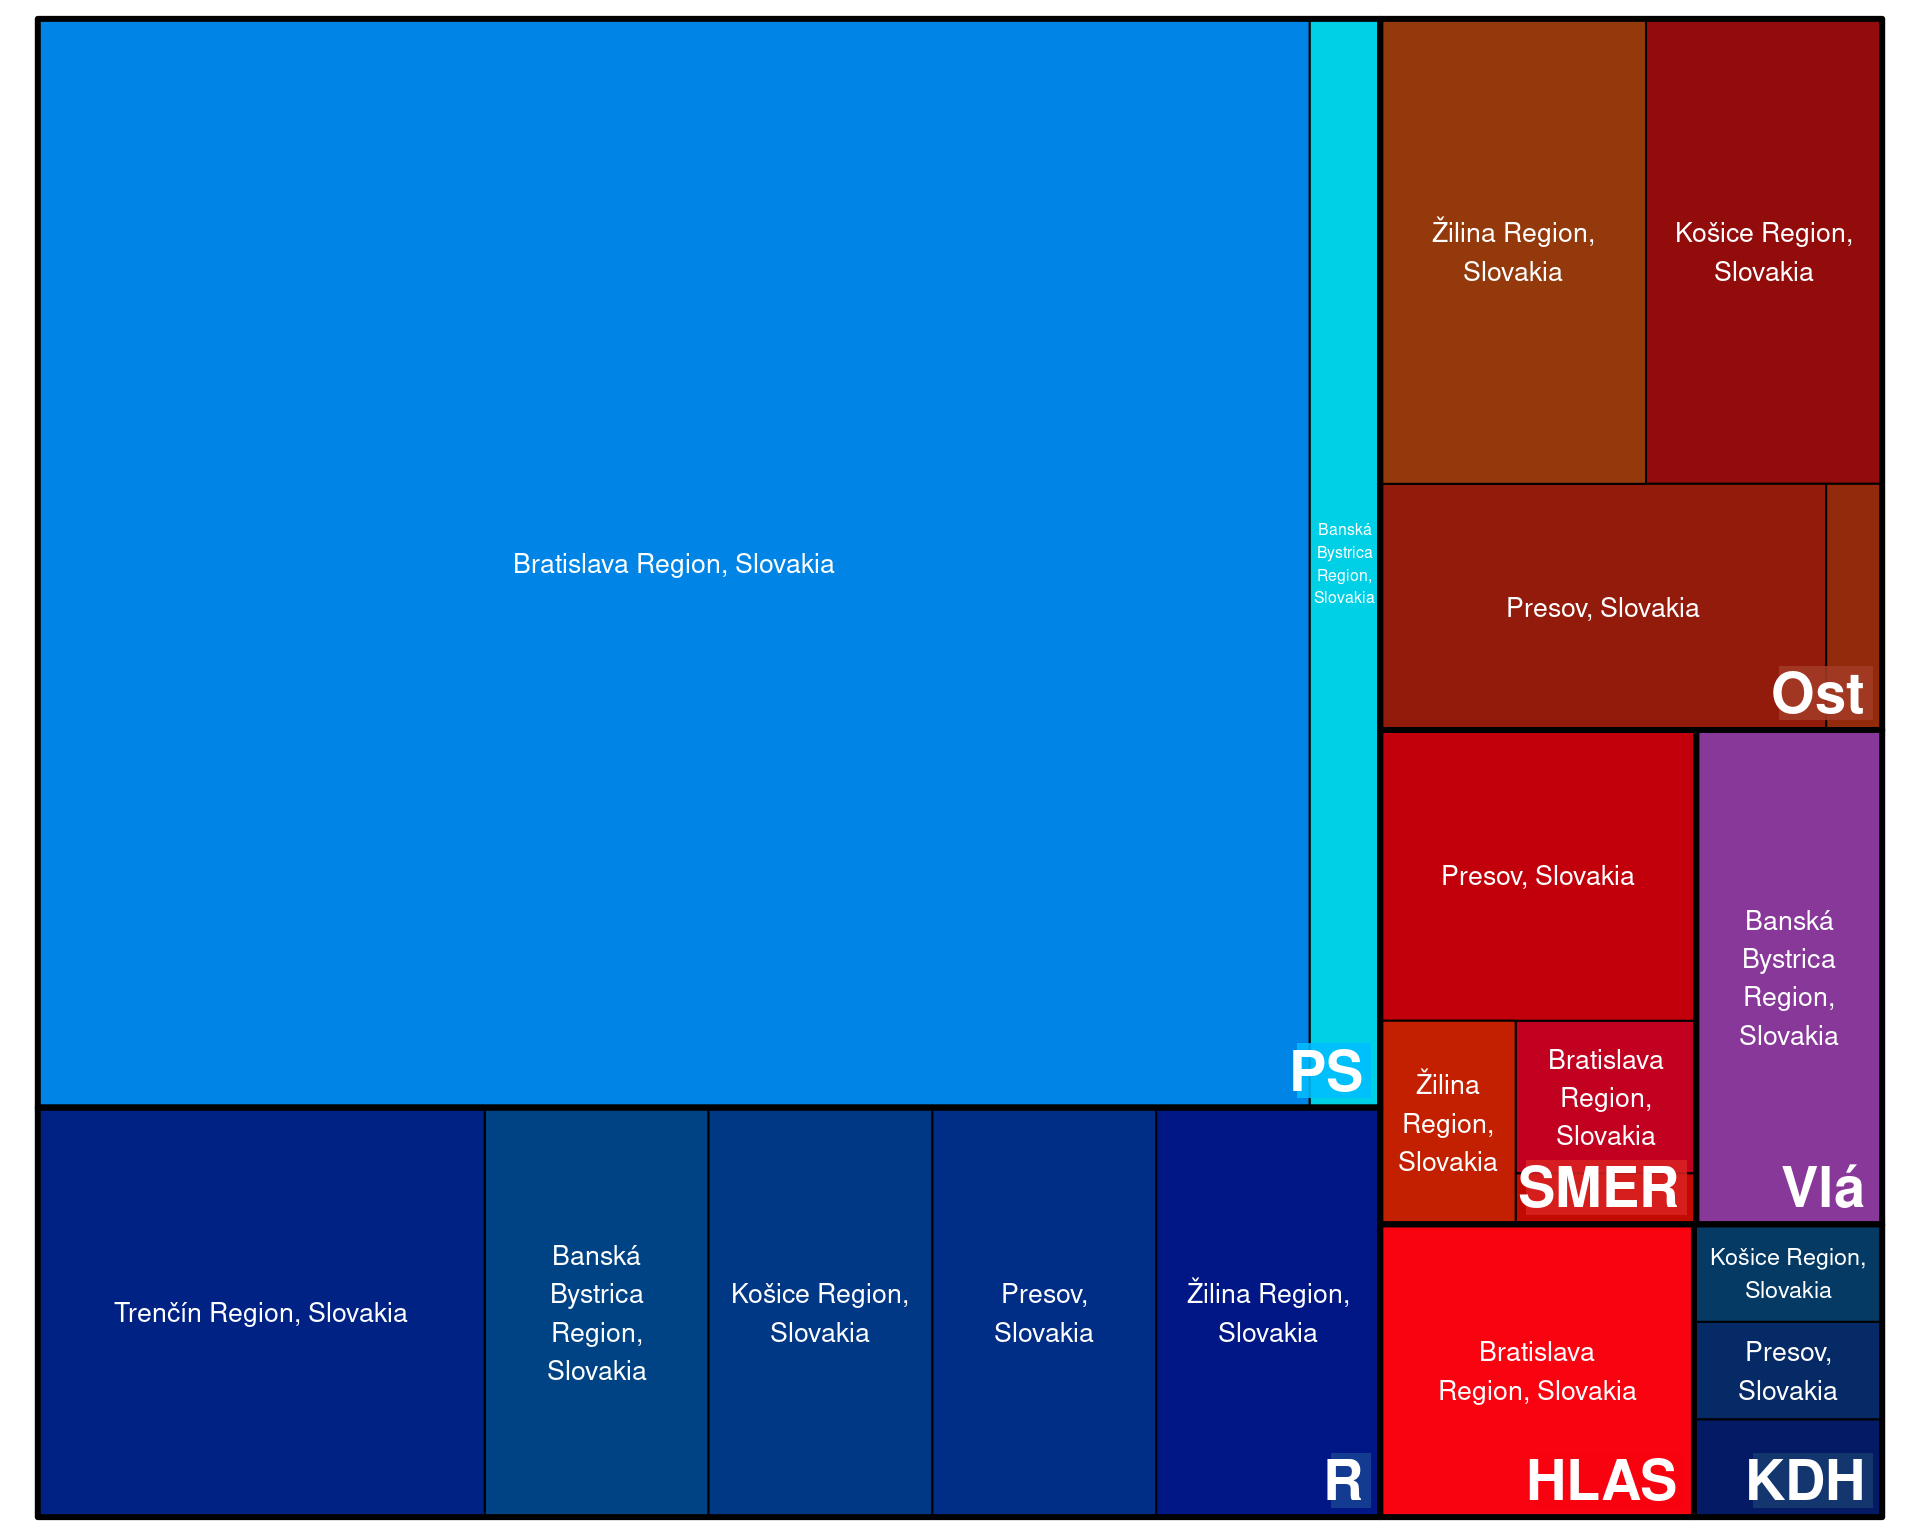 Bratislava Region, Slovakia
Banská
Bystrica
Region,
Slovakia
PS
Žilina Region,
Slovakia
Košice Region,
Slovakia
Presov, Slovakia
Ost
Presov, Slovakia
Žilina
Region,
Slovakia
Bratislava
Region,
Slovakia
SMER
Banská
Bystrica
Region,
Slovakia
Vlá
Trenčín Region, Slovakia
Banská
Bystrica
Region,
Slovakia
Košice Region,
Slovakia
Presov,
Slovakia
Žilina Region,
Slovakia
R
Bratislava
Region, Slovakia
HLAS
Košice Region,
Slovakia
Presov,
Slovakia
KDH